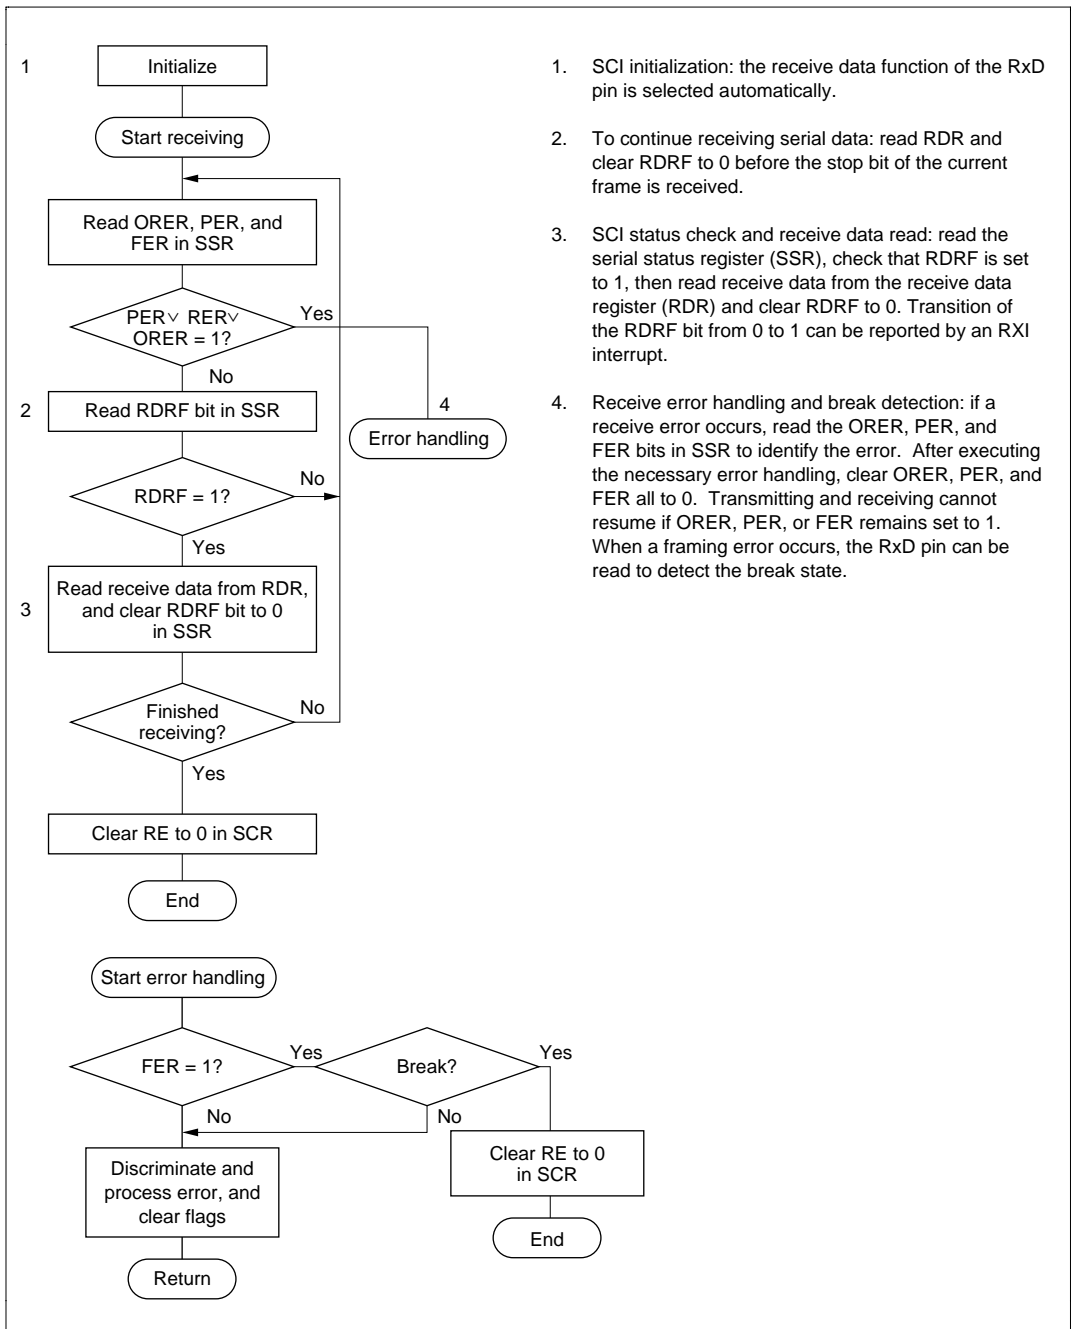 1
Initialize
Start receiving
Read ORER, PER, and
FER in SSR
PER∨ RER∨
ORER = 1?
Yes
No
2
Read RDRF bit in SSR
4
Error handling
RDRF = 1?
No
Yes
3
Read receive data from RDR,
and clear RDRF bit to 0
in SSR
Finished
receiving?
No
Yes
Clear RE to 0 in SCR
End
Start error handling
FER = 1?
Yes
Break?
Yes
No
No
Discriminate and
process error, and
clear flags
Clear RE to 0
in SCR
End
Return
1. SCI initialization: the receive data function of the RxD
pin is selected automatically.
2. To continue receiving serial data: read RDR and
clear RDRF to 0 before the stop bit of the current
frame is received.
3. SCI status check and receive data read: read the
serial status register (SSR), check that RDRF is set
to 1, then read receive data from the receive data
register (RDR) and clear RDRF to 0. Transition of
the RDRF bit from 0 to 1 can be reported by an RXI
interrupt.
4. Receive error handling and break detection: if a
receive error occurs, read the ORER, PER, and
FER bits in SSR to identify the error. After executing
the necessary error handling, clear ORER, PER, and
FER all to 0. Transmitting and receiving cannot
resume if ORER, PER, or FER remains set to 1.
When a framing error occurs, the RxD pin can be
read to detect the break state.